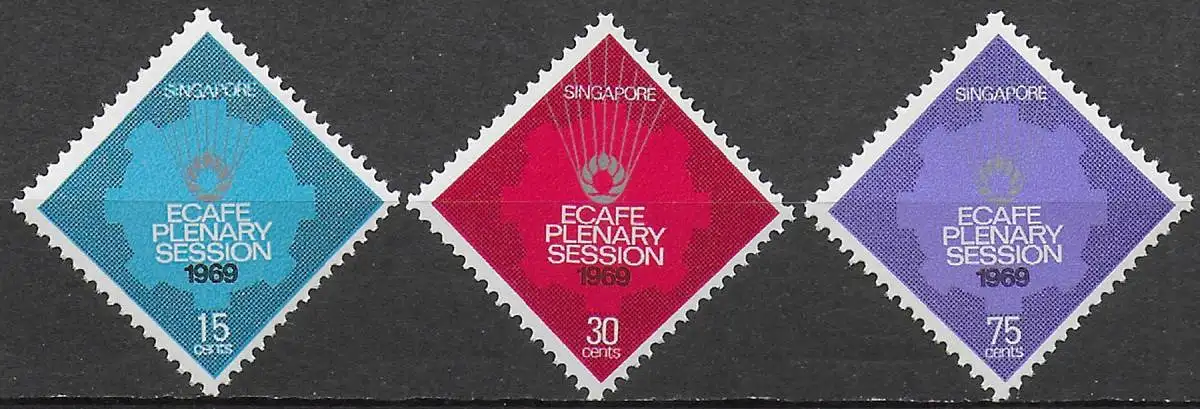 SINGAPORE
ECAFE
PLENARY
SESSION
1969
15
cents
SINGAPORE
ECAFE
PLENARY
SESSION
1969
30
cents
SINGAPORE
ECAFE
PLENARY
SESSION
1969
75
cents